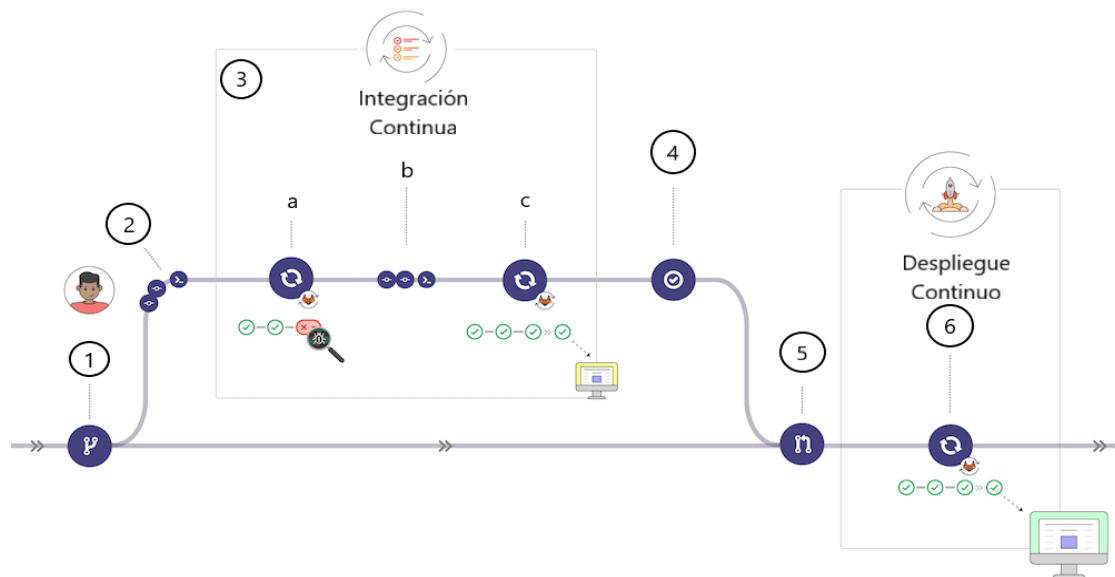 3
Integración
Continua
4
b
2
a
c
Despliegue
Continuo
6
1
5